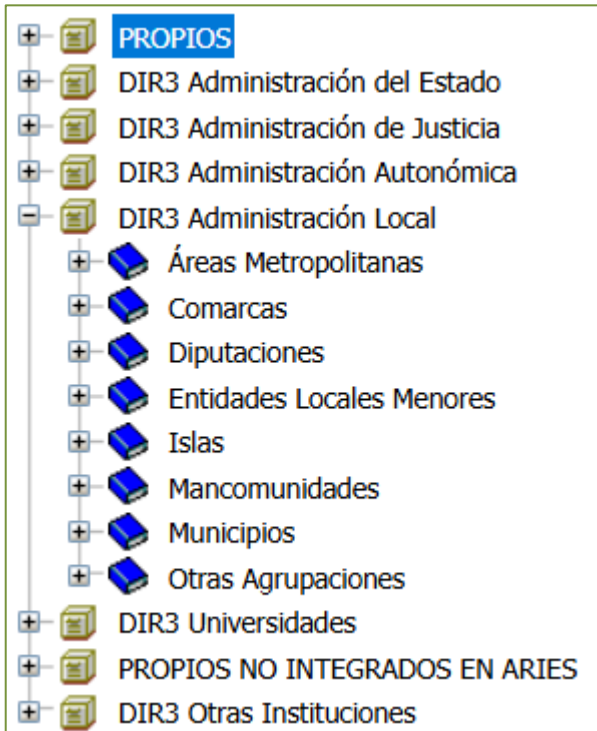 PROPIOS
DIR3 Administración del Estado
DIR3 Administración de Justicia
DIR3 Administración Autonómica
DIR3 Administración Local
Áreas Metropolitanas
Comarcas
Diputaciones
Entidades Locales Menores
Islas
Mancomunidades
Municipios
Otras Agrupaciones
DIR3 Universidades
PROPIOS NO INTEGRADOS EN ARIES
DIR3 Otras Instituciones